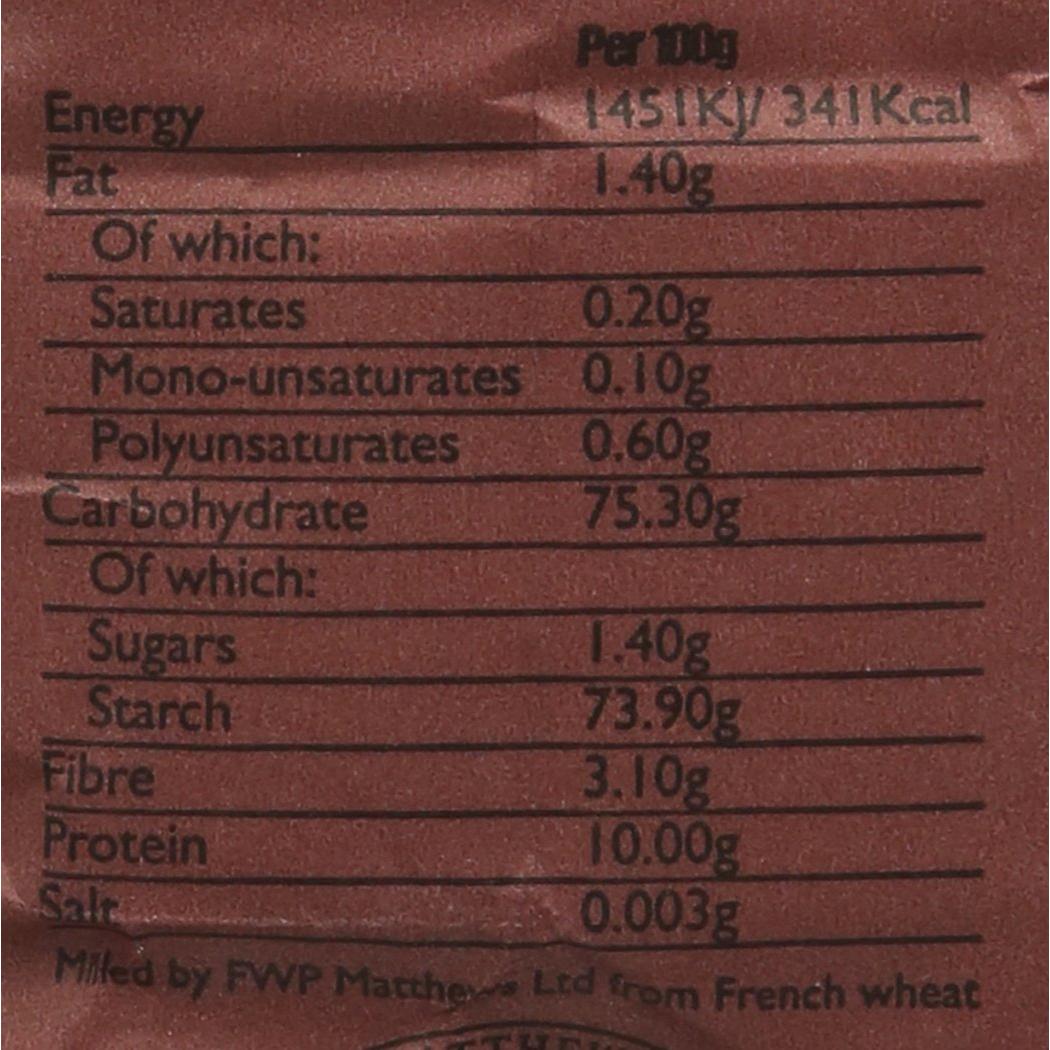 Per 100g
Energy 1451KJ/ 341Kcal
Fat 1.40g
Of which:
Saturates 0.20g
Mono-unsaturates 0.10g
Polyunsaturates 0.60g
Carbohydrate 75.30g
Of which:
Sugars 1.40g
Starch 73.90g
Fibre 3.10g
Protein 10.00g
Salt 0.003g
Milled by FWP Matthews Ltd from French wheat